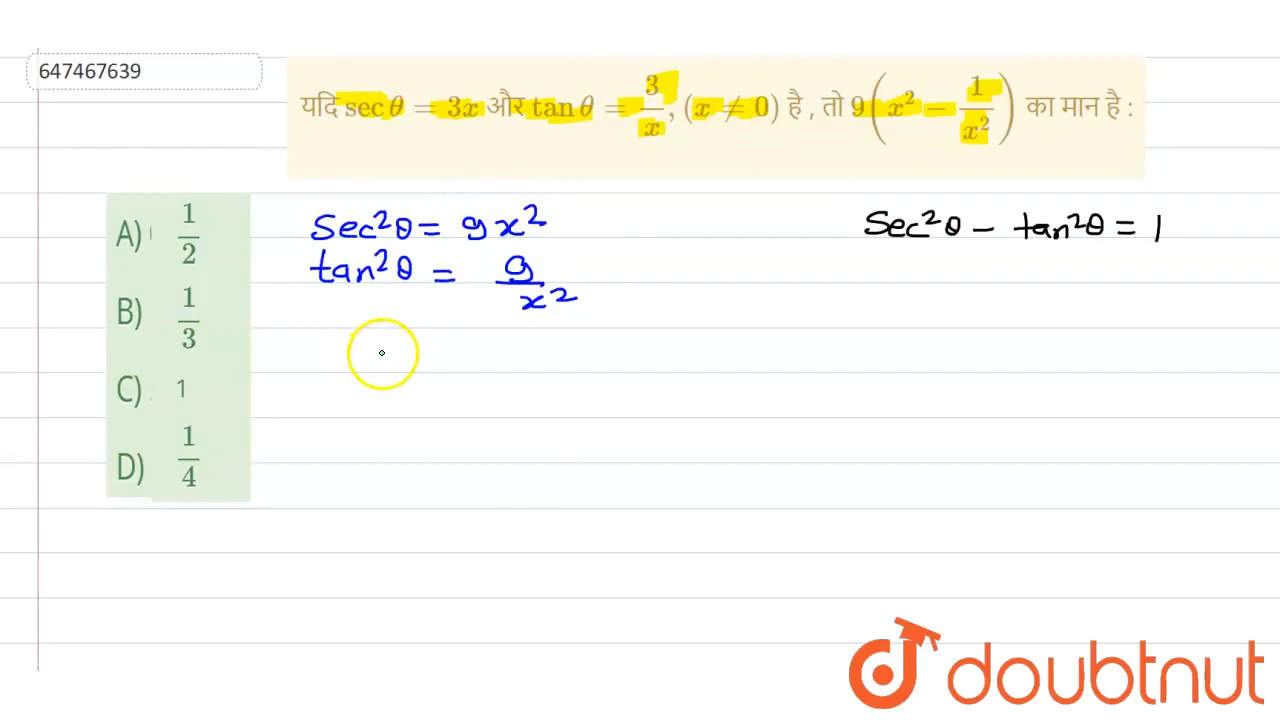 647467639
यदि sec θ = 3x और tan θ = 3/x, (x ≠ 0) है , तो 9(x² − 1/x²) का मान है :
A) 1/2
B) 1/3
C) 1
D) 1/4
sec²θ = 9x²
tan²θ = 9/x²
sec²θ − tan²θ = 1
doubtnut